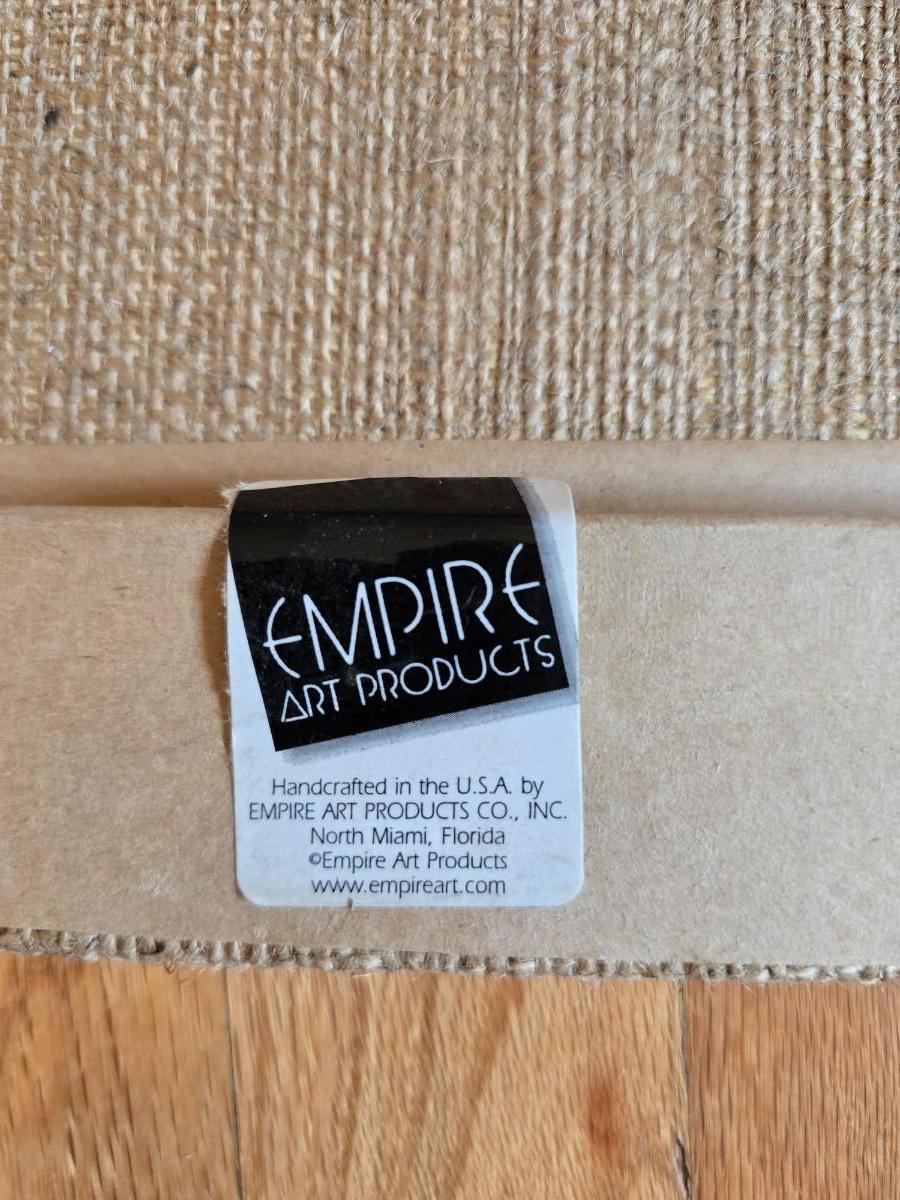 EMPIRE
ART PRODUCTS
Handcrafted in the U.S.A. by
EMPIRE ART PRODUCTS CO., INC.
North Miami, Florida
©Empire Art Products
www.empireart.com